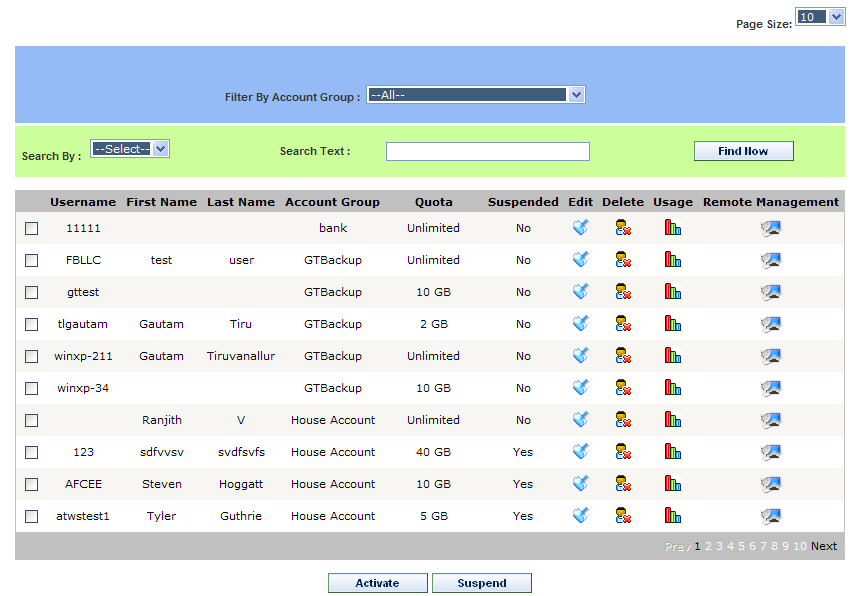 Page Size: 10
Filter By Account Group : --All--
Search By : --Select-- Search Text : Find Now
Username First Name Last Name Account Group Quota Suspended Edit Delete Usage Remote Management
11111 bank Unlimited No
FBLLC test user GTBackup Unlimited No
gttest GTBackup 10 GB No
tlgautam Gautam Tiru GTBackup 2 GB No
winxp-211 Gautam Tiruvanallur GTBackup Unlimited No
winxp-34 GTBackup 10 GB No
Ranjith V House Account Unlimited No
123 sdfvvsv svdfsvfs House Account 40 GB Yes
AFCEE Steven Hoggatt House Account 10 GB Yes
atwstest1 Tyler Guthrie House Account 5 GB Yes
Prev 1 2 3 4 5 6 7 8 9 10 Next
Activate Suspend